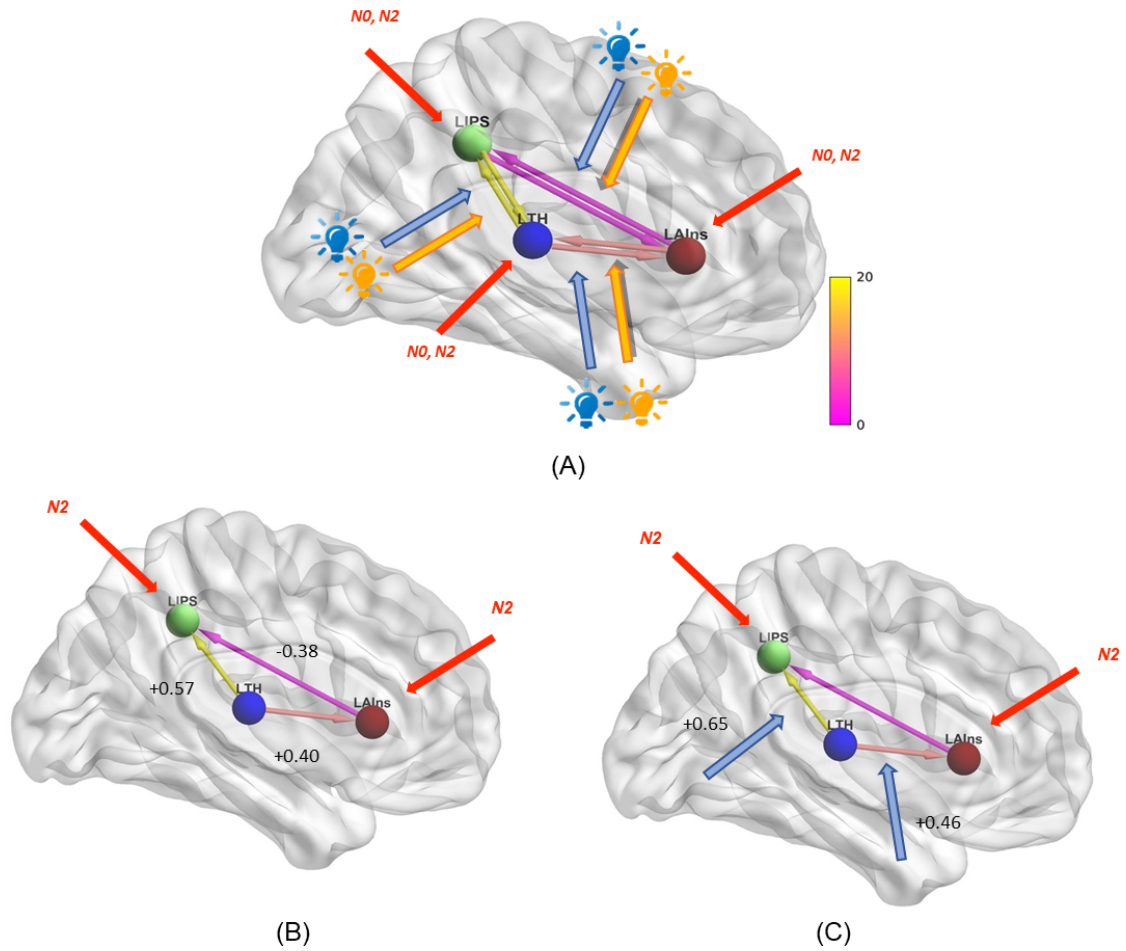 N0, N2
LIPS
N0, N2
LTH
LAIns
20
N0, N2
0
(A)
N2
N2
LIPS
LIPS
N2
-0.38
N2
+0.57
LTH
LAIns
+0.65
LTH
LAIns
+0.40
+0.46
(B)
(C)